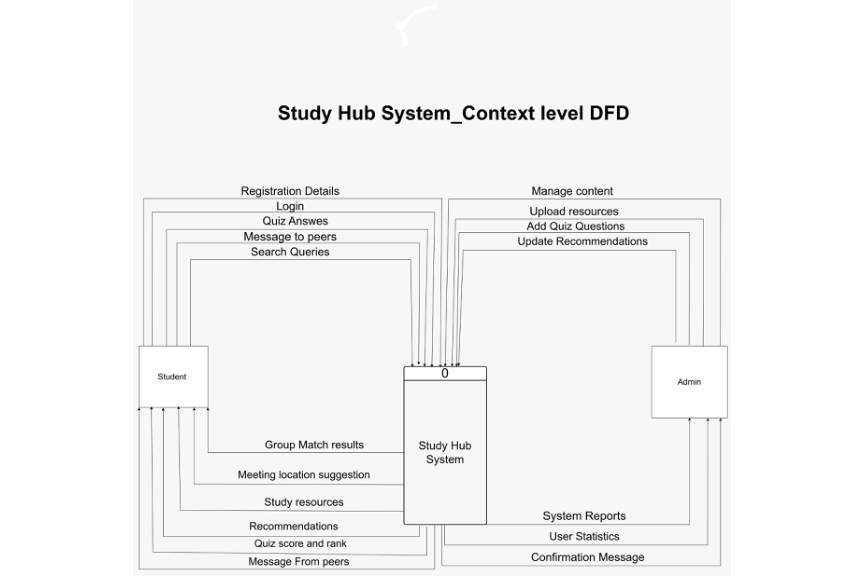 Study Hub System_Context level DFD
Registration Details
Login
Quiz Answes
Message to peers
Search Queries
Manage content
Upload resources
Add Quiz Questions
Update Recommendations
Student
0
Study Hub
System
Admin
Group Match results
Meeting location suggestion
Study resources
Recommendations
Quiz score and rank
Message From peers
System Reports
User Statistics
Confirmation Message